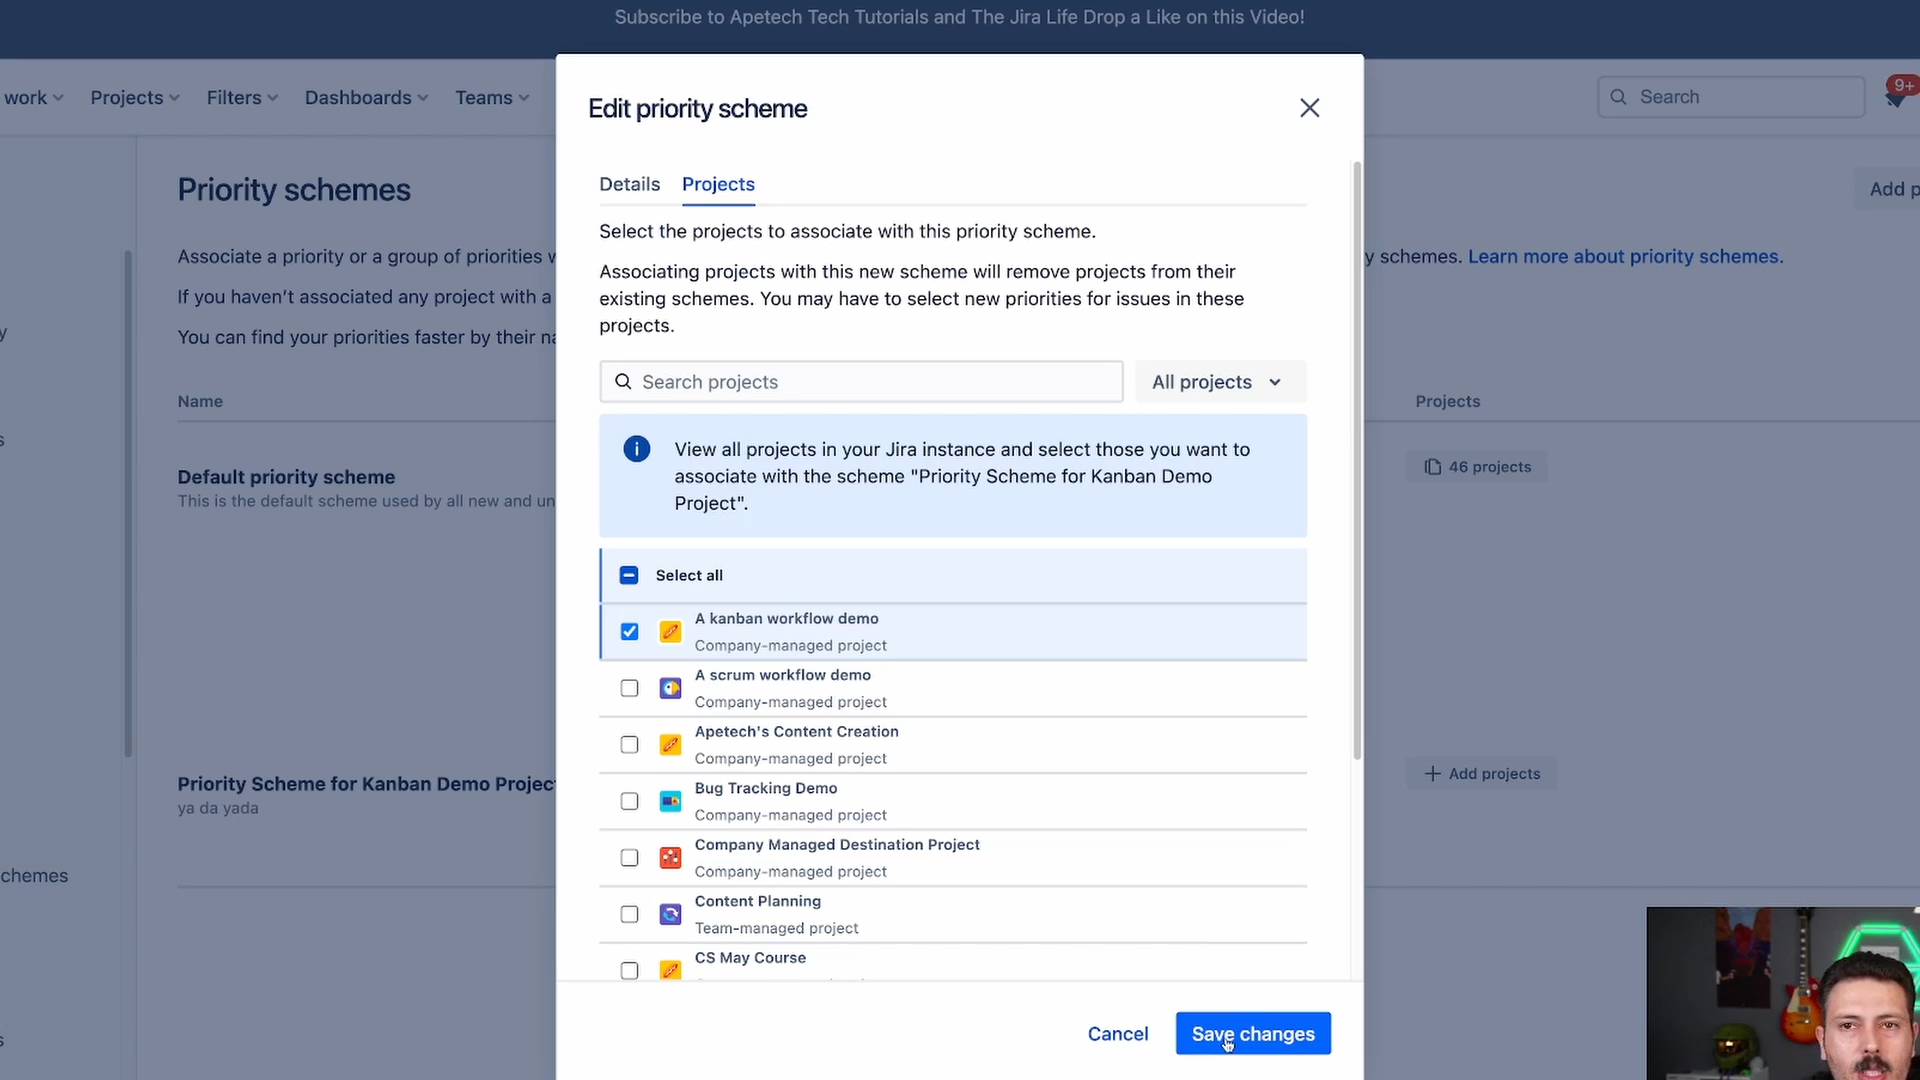 Subscribe to Apetech Tech Tutorials and The Jira Life Drop a Like on this Video!
work
Projects
Filters
Dashboards
Teams
Search
9+
Edit priority scheme
Details
Projects
Select the projects to associate with this priority scheme.
Associating projects with this new scheme will remove projects from their
existing schemes. You may have to select new priorities for issues in these
projects.
Search projects
All projects
View all projects in your Jira instance and select those you want to
associate with the scheme "Priority Scheme for Kanban Demo
Project".
Select all
A kanban workflow demo
Company-managed project
A scrum workflow demo
Company-managed project
Apetech's Content Creation
Company-managed project
Bug Tracking Demo
Company-managed project
Company Managed Destination Project
Company-managed project
Content Planning
Team-managed project
CS May Course
Cancel
Save changes
Priority schemes
Add p
Associate a priority or a group of priorities w
y schemes. Learn more about priority schemes.
If you haven't associated any project with a
You can find your priorities faster by their na
Name
Projects
Default priority scheme
This is the default scheme used by all new and un
46 projects
Priority Scheme for Kanban Demo Projec
ya da yada
Add projects
y
s
chemes
s